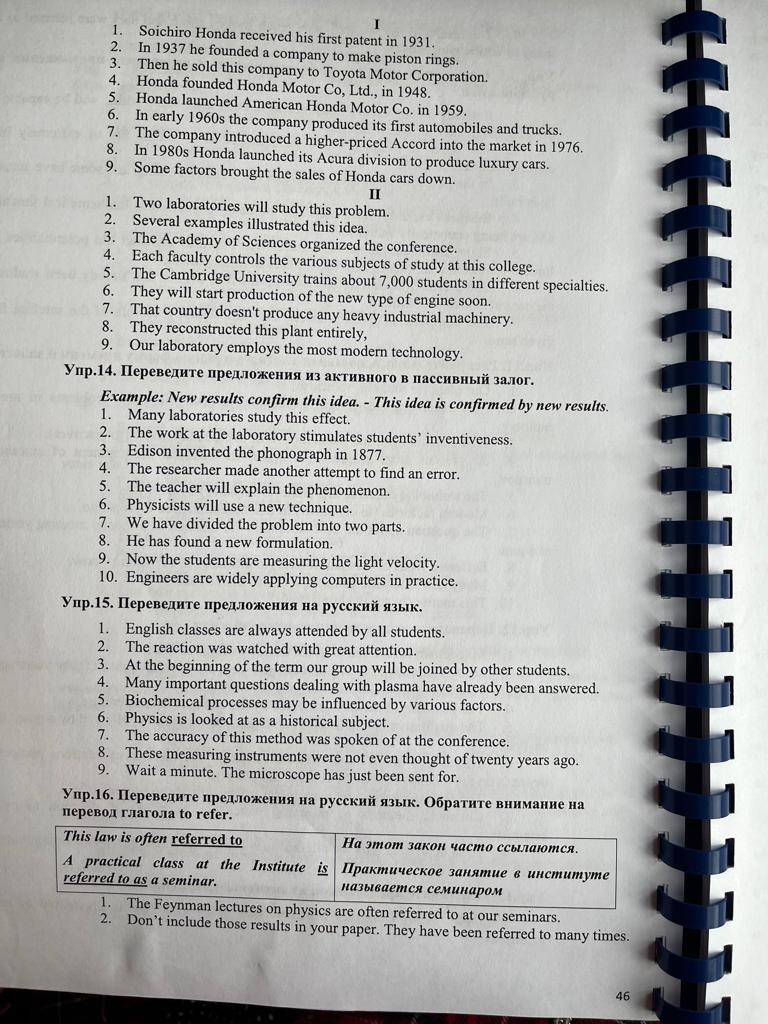 I
1. Soichiro Honda received his first patent in 1931.
2. In 1937 he founded a company to make piston rings.
3. Then he sold this company to Toyota Motor Corporation.
4. Honda founded Honda Motor Co, Ltd., in 1948.
5. Honda launched American Honda Motor Co. in 1959.
6. In early 1960s the company produced its first automobiles and trucks.
7. The company introduced a higher-priced Accord into the market in 1976.
8. In 1980s Honda launched its Acura division to produce luxury cars.
9. Some factors brought the sales of Honda cars down.
II
1. Two laboratories will study this problem.
2. Several examples illustrated this idea.
3. The Academy of Sciences organized the conference.
4. Each faculty controls the various subjects of study at this college.
5. The Cambridge University trains about 7,000 students in different specialties.
6. They will start production of the new type of engine soon.
7. That country doesn't produce any heavy industrial machinery.
8. They reconstructed this plant entirely,
9. Our laboratory employs the most modern technology.
Упр.14. Переведите предложения из активного в пассивный залог.
Example: New results confirm this idea. - This idea is confirmed by new results.
1. Many laboratories study this effect.
2. The work at the laboratory stimulates students' inventiveness.
3. Edison invented the phonograph in 1877.
4. The researcher made another attempt to find an error.
5. The teacher will explain the phenomenon.
6. Physicists will use a new technique.
7. We have divided the problem into two parts.
8. He has found a new formulation.
9. Now the students are measuring the light velocity.
10. Engineers are widely applying computers in practice.
Упр.15. Переведите предложения на русский язык.
1. English classes are always attended by all students.
2. The reaction was watched with great attention.
3. At the beginning of the term our group will be joined by other students.
4. Many important questions dealing with plasma have already been answered.
5. Biochemical processes may be influenced by various factors.
6. Physics is looked at as a historical subject.
7. The accuracy of this method was spoken of at the conference.
8. These measuring instruments were not even thought of twenty years ago.
9. Wait a minute. The microscope has just been sent for.
Упр.16. Переведите предложения на русский язык. Обратите внимание на
перевод глагола to refer.
This law is often referred to
A practical class at the Institute is
referred to as a seminar.
На этот закон часто ссылаются.
Практическое занятие в институте
называется семинаром
1. The Feynman lectures on physics are often referred to at our seminars.
2. Don't include those results in your paper. They have been referred to many times.
46